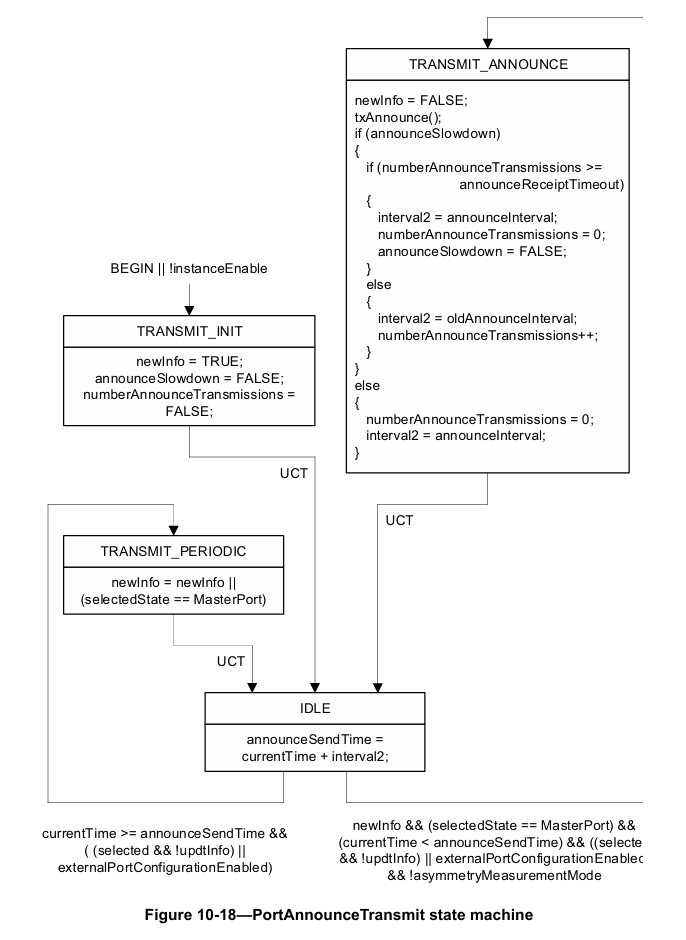 TRANSMIT_ANNOUNCE
newInfo = FALSE;
txAnnounce();
if (announceSlowdown)
{
if (numberAnnounceTransmissions >=
announceReceiptTimeout)
{
interval2 = announceInterval;
numberAnnounceTransmissions = 0;
announceSlowdown = FALSE;
}
else
{
interval2 = oldAnnounceInterval;
numberAnnounceTransmissions++;
}
}
else
{
numberAnnounceTransmissions = 0;
interval2 = announceInterval;
}
BEGIN || !instanceEnable
TRANSMIT_INIT
newInfo = TRUE;
announceSlowdown = FALSE;
numberAnnounceTransmissions =
FALSE;
UCT
UCT
TRANSMIT_PERIODIC
newInfo = newInfo ||
(selectedState == MasterPort)
UCT
IDLE
announceSendTime =
currentTime + interval2;
currentTime >= announceSendTime &&
( (selected && !updtInfo) ||
externalPortConfigurationEnabled)
newInfo && (selectedState == MasterPort) &&
(currentTime < announceSendTime) && ((selecte
&& !updtInfo) || externalPortConfigurationEnabled
&& !asymmetryMeasurementMode
Figure 10-18—PortAnnounceTransmit state machine